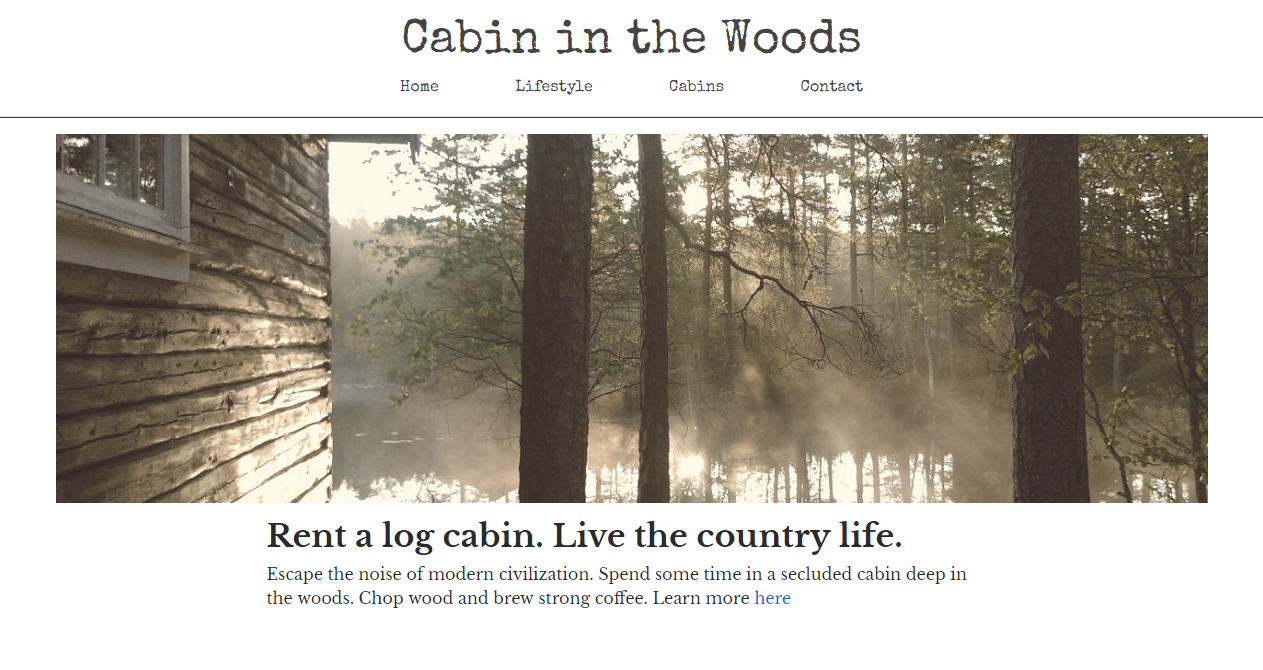 Cabin in the Woods
Home Lifestyle Cabins Contact
Rent a log cabin. Live the country life.
Escape the noise of modern civilization. Spend some time in a secluded cabin deep in
the woods. Chop wood and brew strong coffee. Learn more here